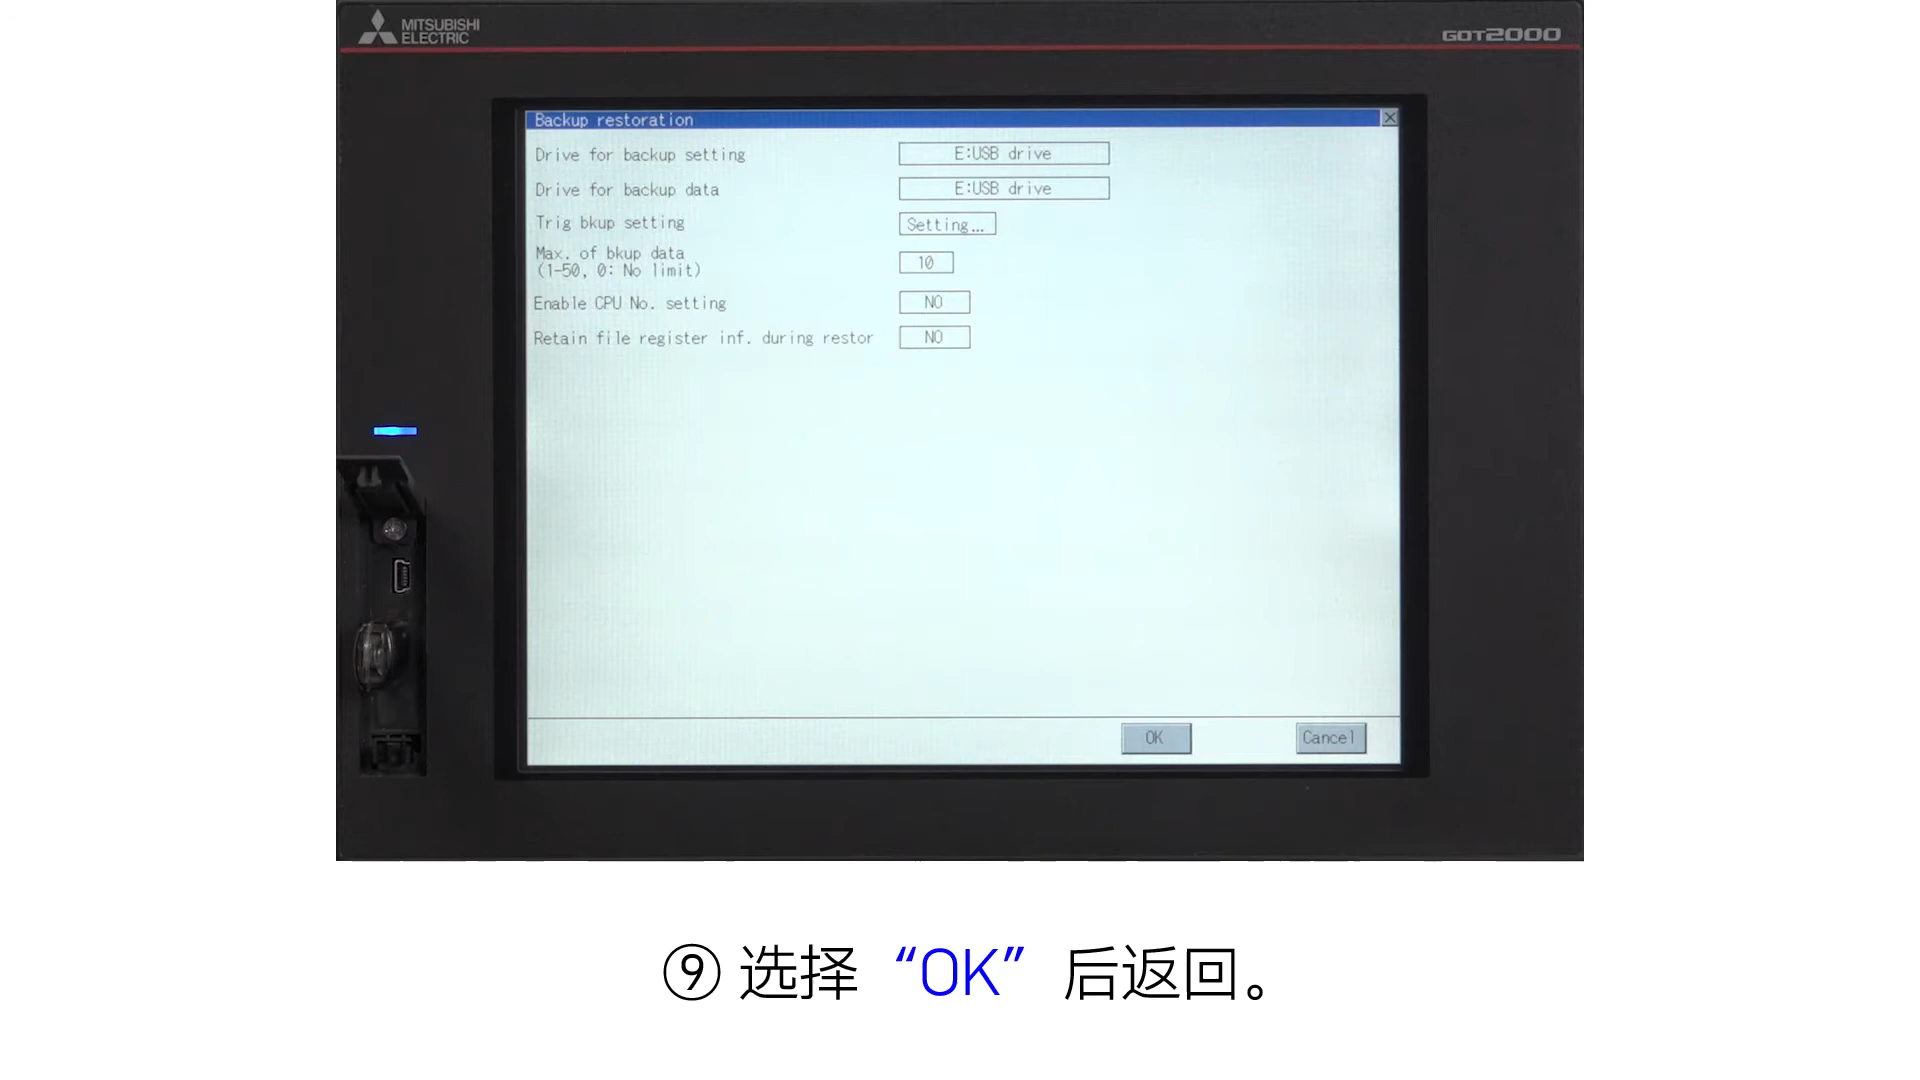 MITSUBISHI
ELECTRIC
GOT2000
Backup restoration
Drive for backup setting
E:USB drive
Drive for backup data
E:USB drive
Trig bkup setting
Setting...
Max. of bkup data
(1-50, 0: No limit)
10
Enable CPU No. setting
NO
Retain file register inf. during restor
NO
OK
Cancel
⑨ 选择“OK”后返回。